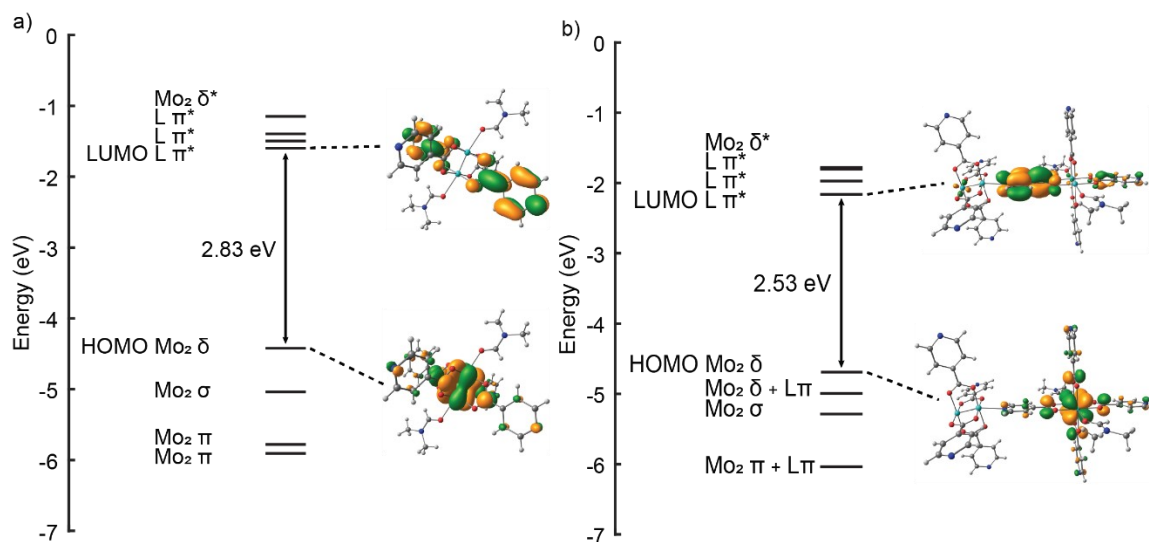 a)
Energy (eV)
0
-1
-2
-3
-4
-5
-6
-7
Mo₂ δ*
L π*
L π*
LUMO L π*
2.83 eV
HOMO Mo₂ δ
Mo₂ σ
Mo₂ π
Mo₂ π
b)
Energy (eV)
0
-1
-2
-3
-4
-5
-6
-7
Mo₂ δ*
L π*
L π*
LUMO L π*
2.53 eV
HOMO Mo₂ δ
Mo₂ δ + Lπ
Mo₂ σ
Mo₂ π + Lπ